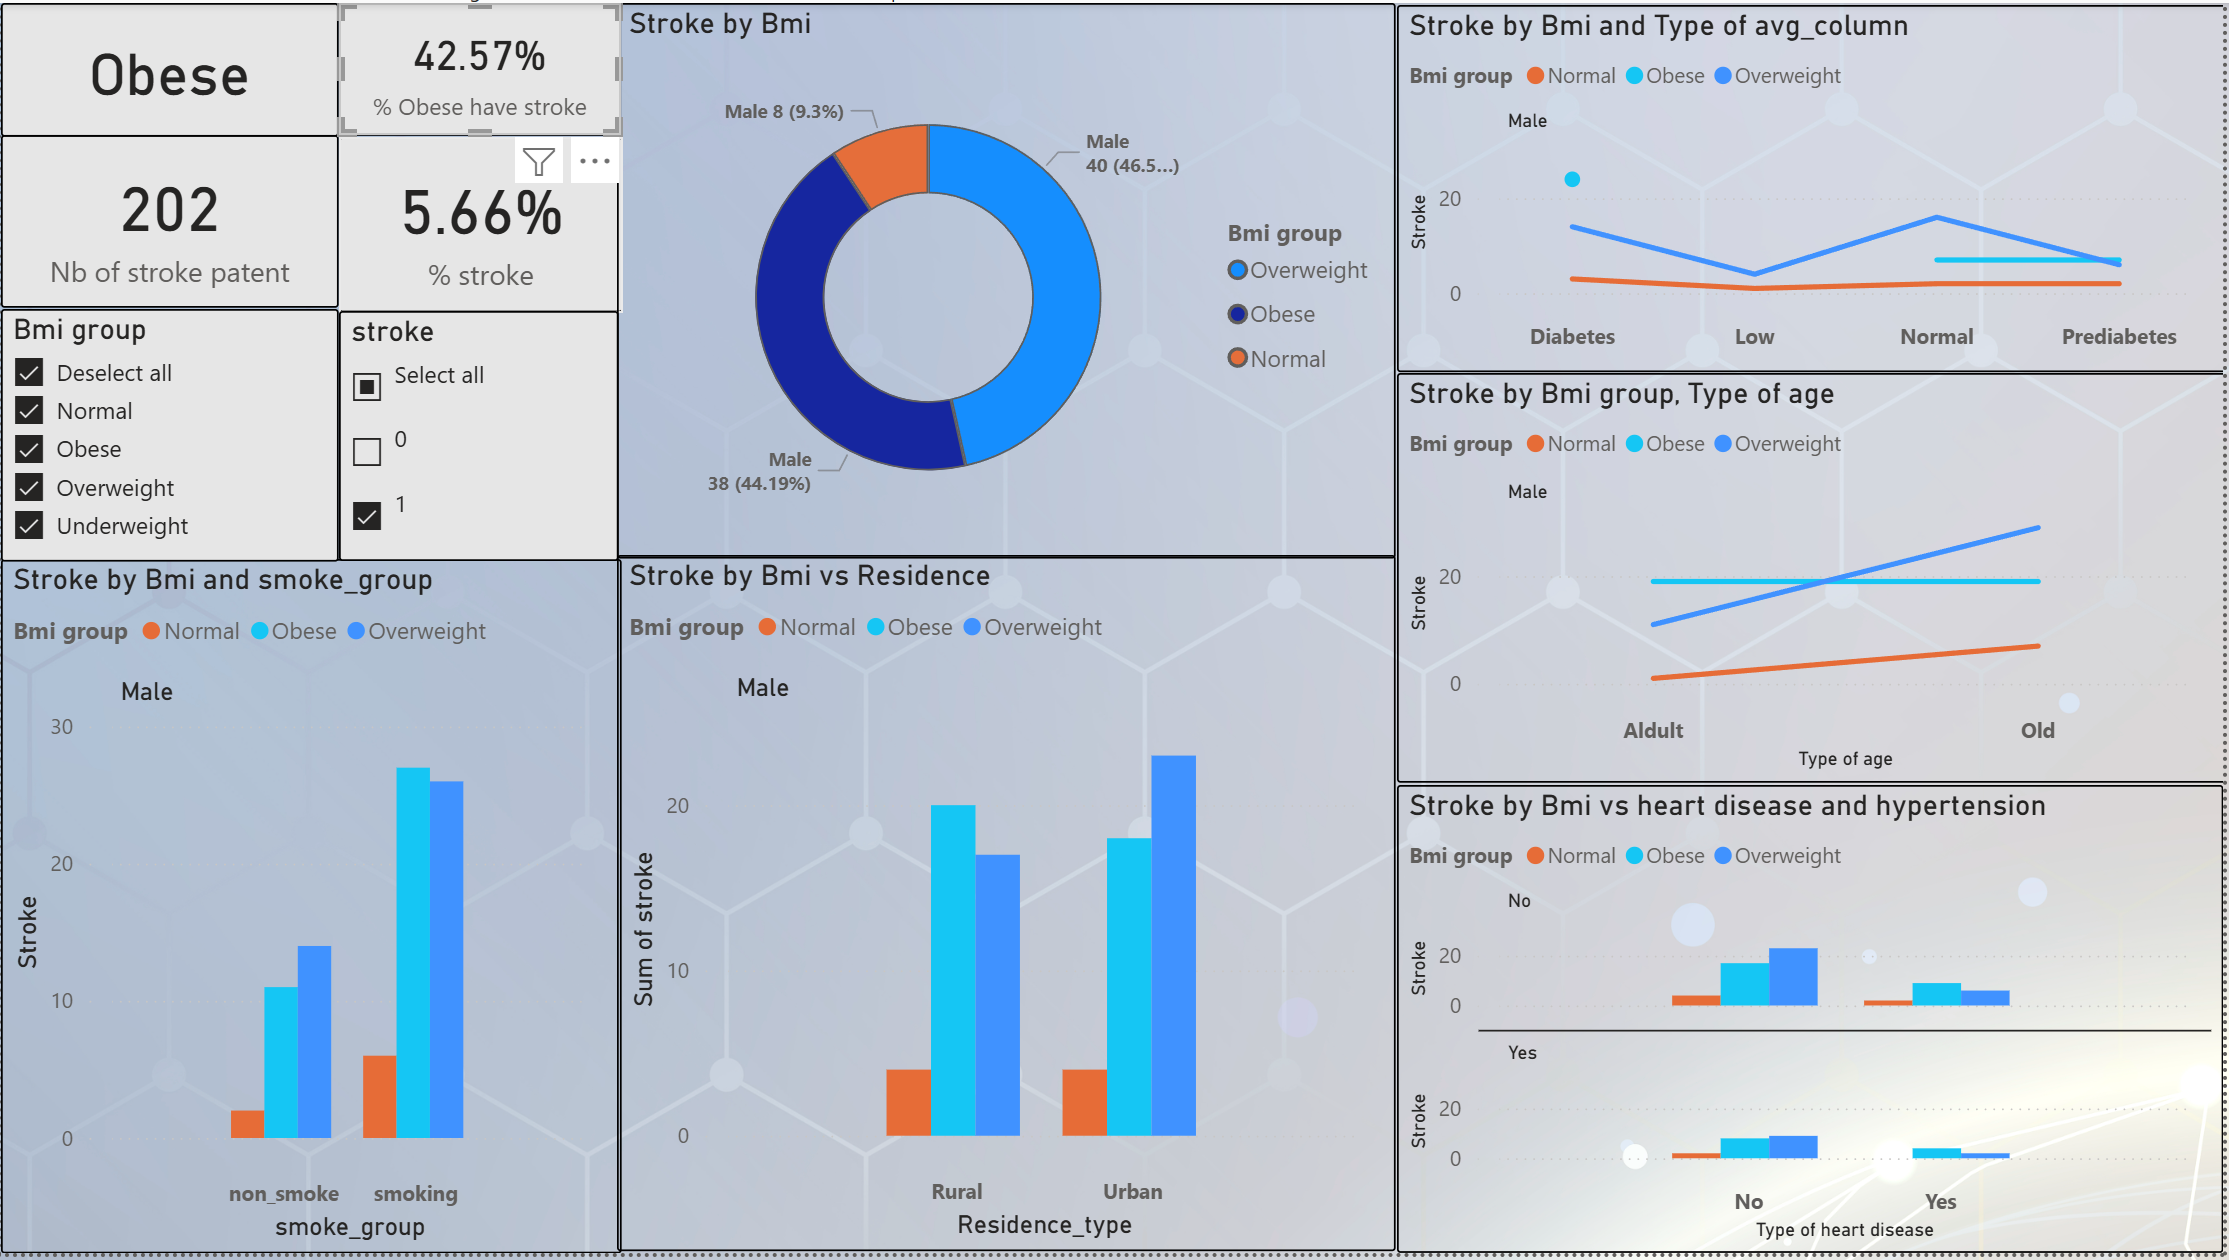 Obese
42.57%
% Obese have stroke
202
Nb of stroke patent
5.66%
% stroke
Bmi group
Deselect all
Normal
Obese
Overweight
Underweight
stroke
Select all
0
1
Stroke by Bmi
Male 8 (9.3%)
Male
40 (46.5...)
Male
38 (44.19%)
Bmi group
Overweight
Obese
Normal
Stroke by Bmi and Type of avg_column
Bmi group Normal Obese Overweight
Male
Stroke
20
0
Diabetes Low Normal Prediabetes
Stroke by Bmi group, Type of age
Bmi group Normal Obese Overweight
Male
Stroke
20
0
Aldult Old
Type of age
Stroke by Bmi and smoke_group
Bmi group Normal Obese Overweight
Male
Stroke
30
20
10
0
non_smoke smoking
smoke_group
Stroke by Bmi vs Residence
Bmi group Normal Obese Overweight
Male
Sum of stroke
20
10
0
Rural Urban
Residence_type
Stroke by Bmi vs heart disease and hypertension
Bmi group Normal Obese Overweight
No
Stroke
20
0
Yes
Stroke
20
0
No Yes
Type of heart disease